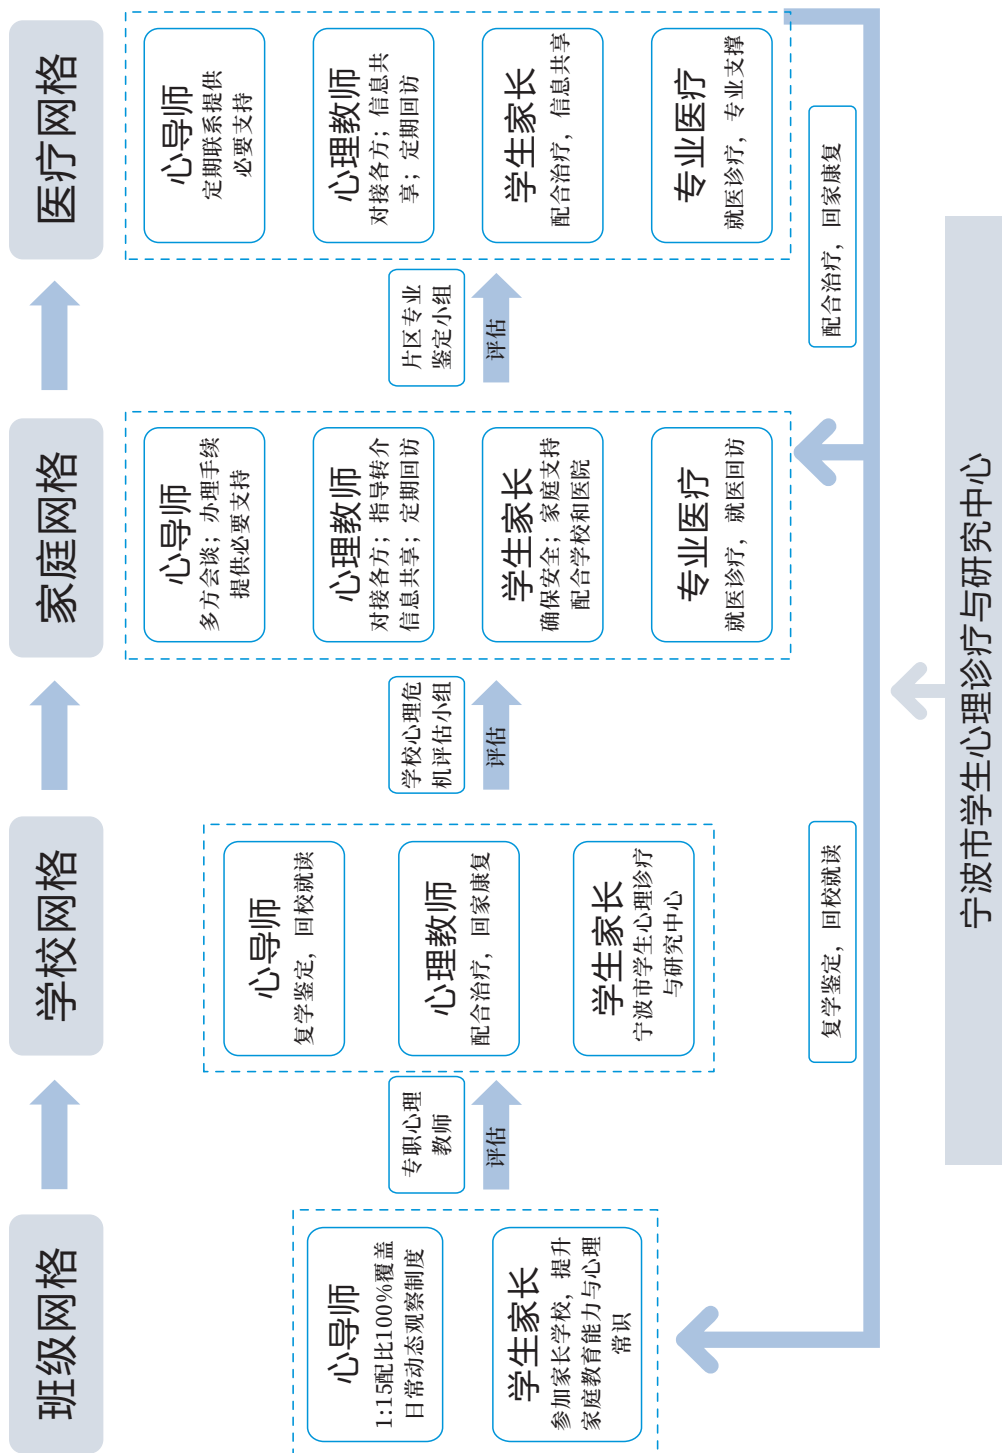 班级网格
学校网格
家庭网格
医疗网格
心导师
1:15配比100%覆盖
日常动态观察制度
学生家长
参加家长学校，提升
家庭教育能力与心理
常识
专职心理
教师
评估
心导师
复学鉴定，回校就读
心理教师
配合治疗，回家康复
学生家长
宁波市学生心理诊疗
与研究中心
学校心理危
机评估小组
评估
心导师
多方会谈；办理手续
提供必要支持
心理教师
对接各方；指导转介
信息共享；定期回访
学生家长
确保安全；家庭支持
配合学校和医院
专业医疗
就医诊疗，就医回访
片区专业
鉴定小组
评估
心导师
定期联系提供
必要支持
心理教师
对接各方；信息共
享；定期回访
学生家长
配合治疗，信息共享
专业医疗
就医诊疗，专业支撑
复学鉴定，回校就读
配合治疗，回家康复
宁波市学生心理诊疗与研究中心